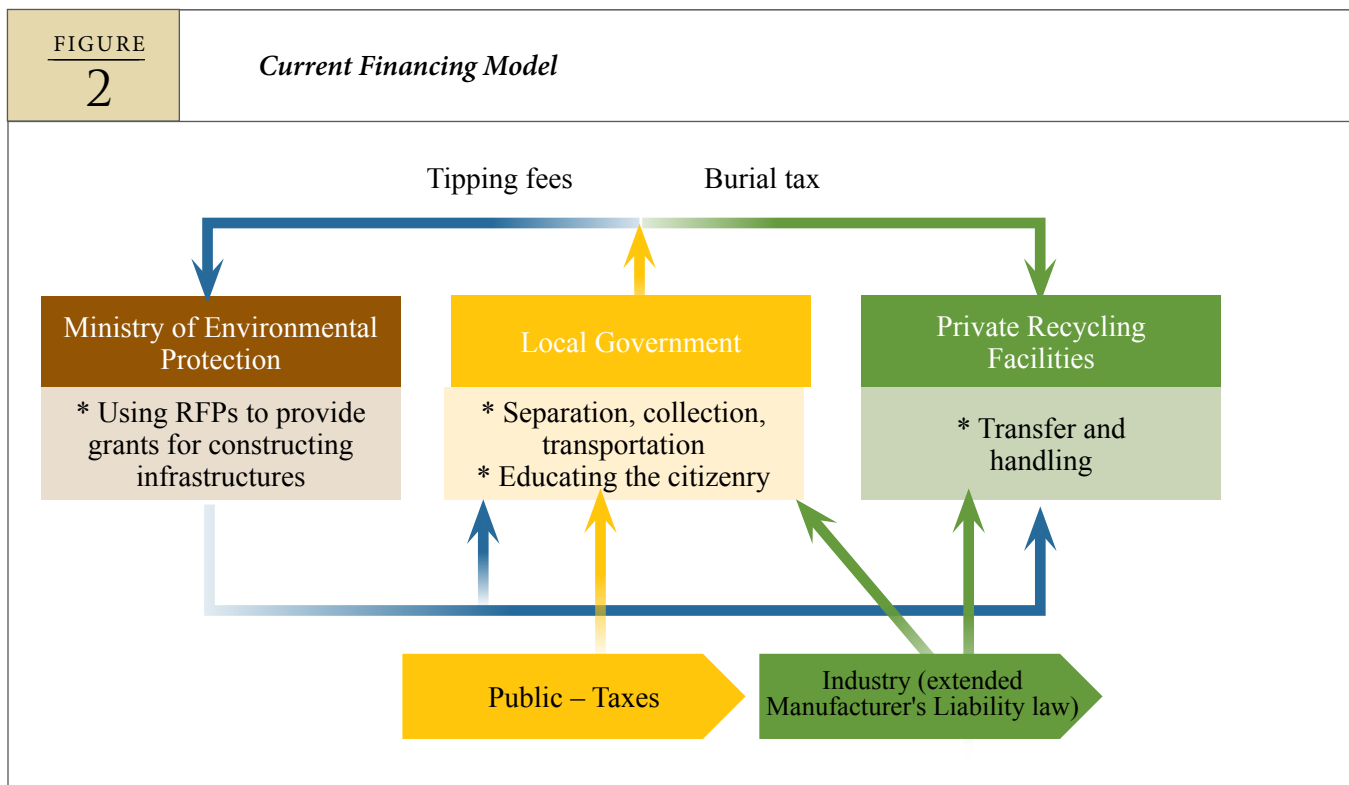 FIGURE
2
Current Financing Model
Tipping fees
Burial tax
Ministry of Environmental
Protection
* Using RFPs to provide
grants for constructing
infrastructures
Local Government
* Separation, collection,
transportation
* Educating the citizenry
Private Recycling
Facilities
* Transfer and
handling
Public – Taxes
Industry (extended
Manufacturer's Liability law)